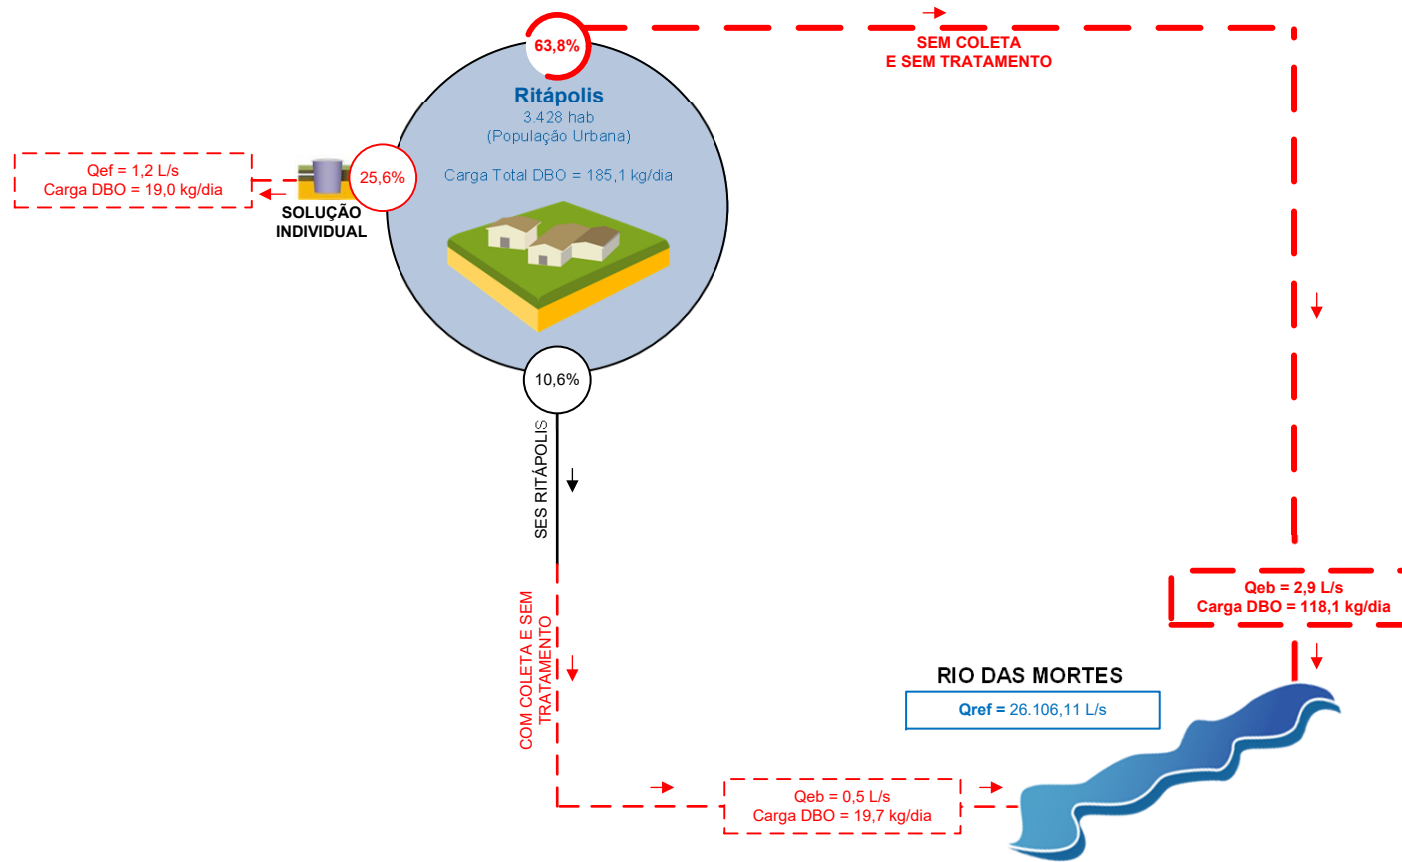 63,8%
SEM COLETA
E SEM TRATAMENTO
Ritápolis
3.428 hab
(População Urbana)
Carga Total DBO = 185,1 kg/dia
Qef = 1,2 L/s
Carga DBO = 19,0 kg/dia
25,6%
SOLUÇÃO
INDIVIDUAL
10,6%
SES RITÁPOLIS
COM COLETA E SEM
TRATAMENTO
Qeb = 2,9 L/s
Carga DBO = 118,1 kg/dia
RIO DAS MORTES
Qref = 26.106,11 L/s
Qeb = 0,5 L/s
Carga DBO = 19,7 kg/dia